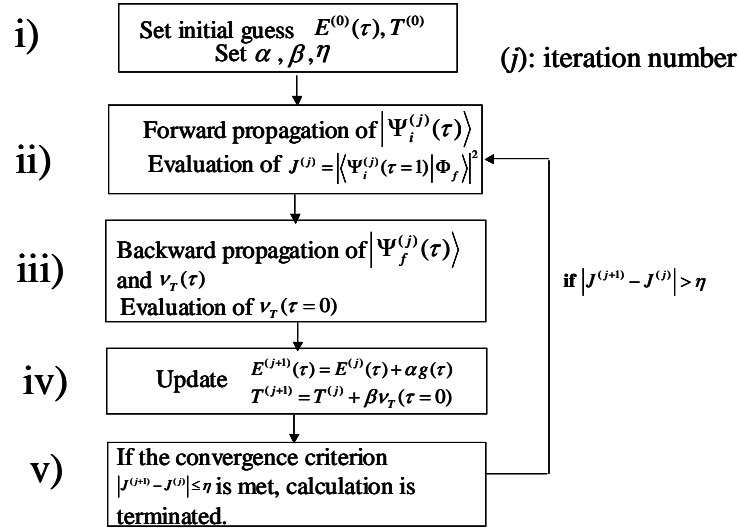 i)
Set initial guess E^{(0)}(τ), T^{(0)}
Set α , β, η
(j): iteration number
ii)
Forward propagation of |Ψ_i^{(j)}(τ)⟩
Evaluation of J^{(j)} = |⟨Ψ_i^{(j)}(τ=1)|Φ_f⟩|^2
iii)
Backward propagation of |Ψ_f^{(j)}(τ)⟩
and ν_T(τ)
Evaluation of ν_T(τ = 0)
if |J^{(j+1)} − J^{(j)}| > η
iv)
Update
E^{(j+1)}(τ) = E^{(j)}(τ) + αg(τ)
T^{(j+1)} = T^{(j)} + βν_T(τ = 0)
v)
If the convergence criterion
|J^{(j+1)} − J^{(j)}| ≤ η is met, calculation is
terminated.